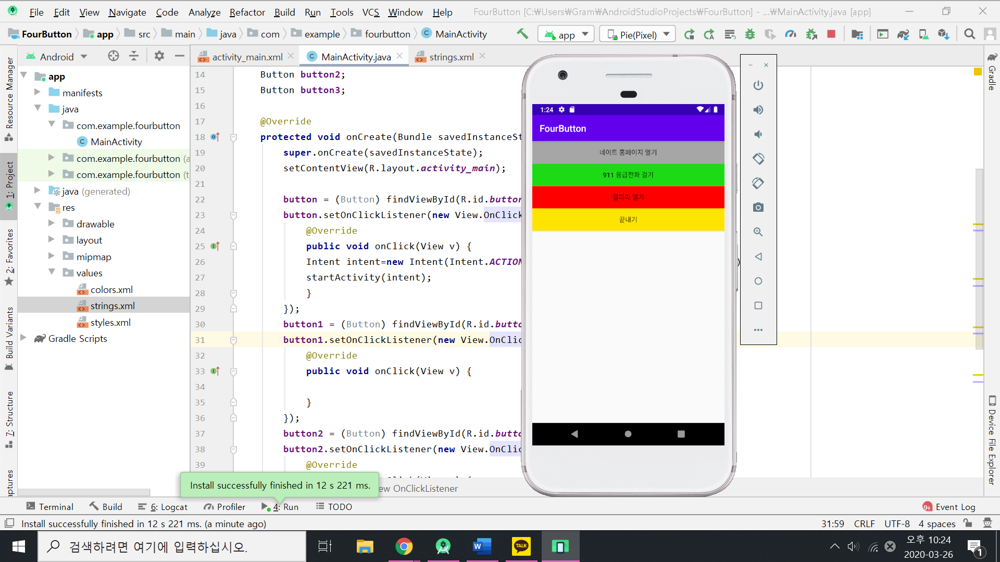 File Edit View Navigate Code Analyze Refactor Build Run Tools VCS Window Help FourButton [C:₩Users₩Gram₩AndroidStudioProjects₩FourButton] - ...₩MainActivity.java [app]
FourButton app src main java com example fourbutton MainActivity app Pie(Pixel)
Android
activity_main.xml MainActivity.java strings.xml
Resource Manager
1: Project
2: Favorites
Build Variants
7: Structure
aptures
app
manifests
java
com.example.fourbutton
MainActivity
com.example.fourbutton (a
com.example.fourbutton (t
java (generated)
res
drawable
layout
mipmap
values
colors.xml
strings.xml
styles.xml
Gradle Scripts
14 Button button2;
15 Button button3;
16
17 @Override
18 protected void onCreate(Bundle savedInstanceSt
19 super.onCreate(savedInstanceState);
20 setContentView(R.layout.activity_main);
21
22 button = (Button) findViewById(R.id.button
23 button.setOnClickListener(new View.OnClick
24 @Override
25 public void onClick(View v) {
26 Intent intent=new Intent(Intent.ACTION )
27 startActivity(intent);
28 }
29 });
30 button1 = (Button) findViewById(R.id.butto
31 button1.setOnClickListener(new View.OnClic
32 @Override
33 public void onClick(View v) {
34
35 }
36 });
37 button2 = (Button) findViewById(R.id.butto
38 button2.setOnClickListener(new View.OnClic
39 @Override
1:24
FourButton
네이트 홈페이지 열기
911 응급전화 걸기
갤러리 열기
끝내기
Gradle
Device File Explorer
Install successfully finished in 12 s 221 ms.
ew OnClickListener
Terminal Build 6: Logcat Profiler 4: Run TODO 9+ Event Log
Install successfully finished in 12 s 221 ms. (a minute ago) 31:59 CRLF UTF-8 4 spaces
검색하려면 여기에 입력하십시오.
W
TALK
오후 10:24
2020-03-26
1